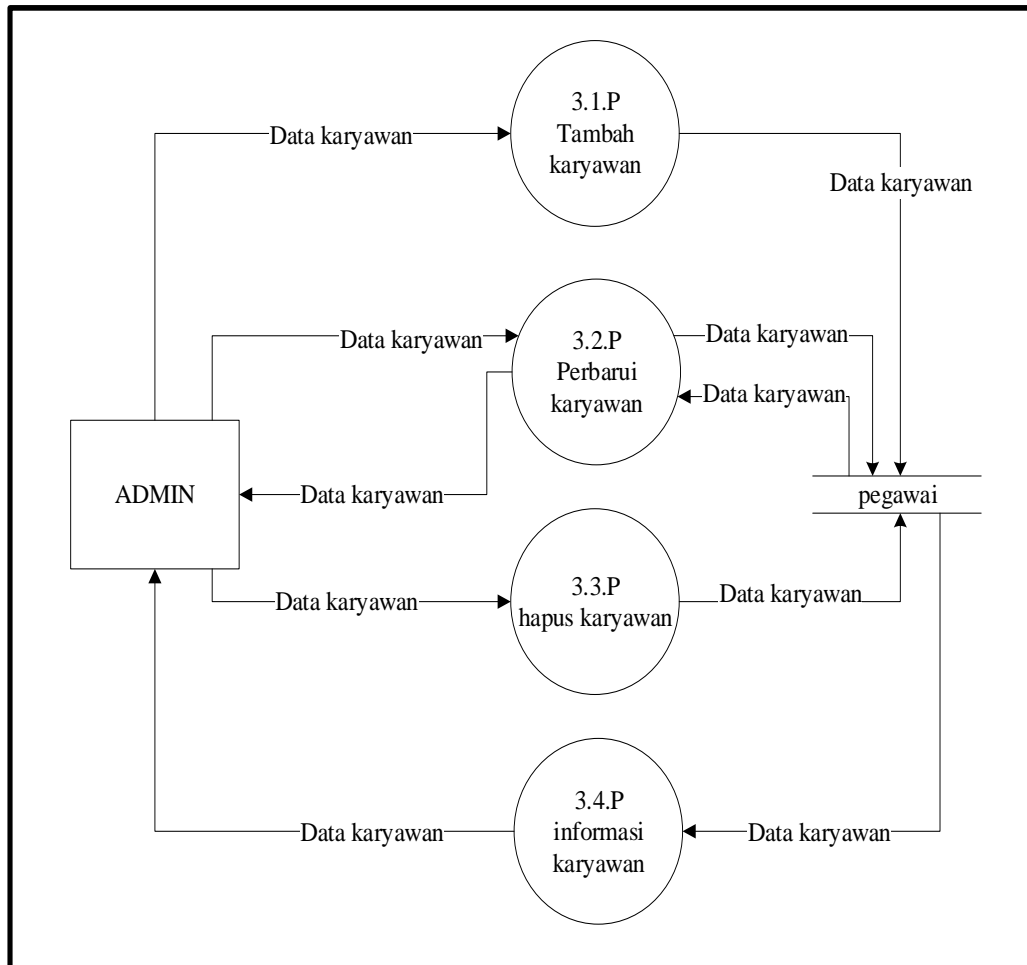 3.1.P
Tambah
karyawan
Data karyawan
Data karyawan
3.2.P
Perbarui
karyawan
Data karyawan
Data karyawan
Data karyawan
Data karyawan
ADMIN
pegawai
3.3.P
hapus karyawan
Data karyawan
Data karyawan
3.4.P
informasi
karyawan
Data karyawan
Data karyawan